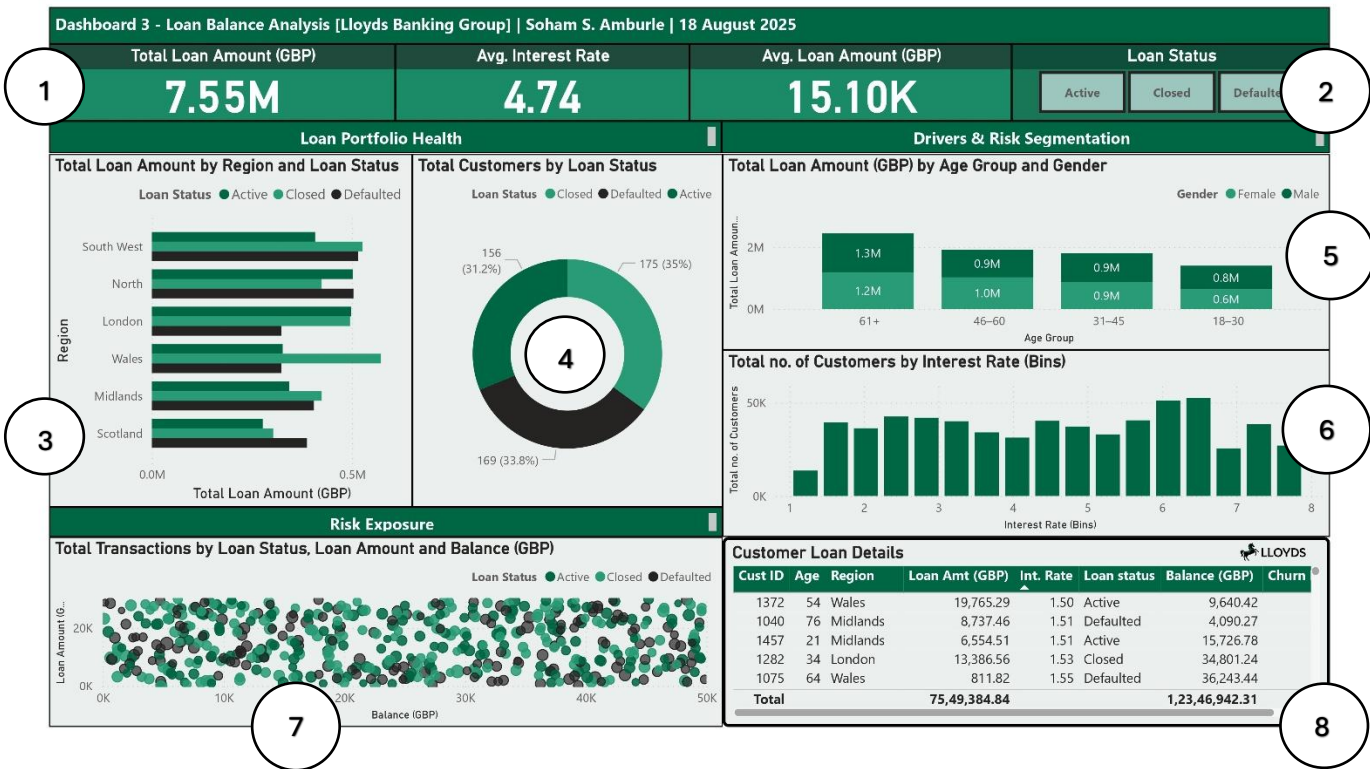 Dashboard 3 - Loan Balance Analysis [Lloyds Banking Group] | Soham S. Amburle | 18 August 2025
Total Loan Amount (GBP)
7.55M
Avg. Interest Rate
4.74
Avg. Loan Amount (GBP)
15.10K
Loan Status
Active Closed Defaulte
1
2
Loan Portfolio Health
Drivers & Risk Segmentation
Total Loan Amount by Region and Loan Status
Loan Status Active Closed Defaulted
South West
North
London
Wales
Midlands
Scotland
Region
0.0M 0.5M
Total Loan Amount (GBP)
3
Total Customers by Loan Status
Loan Status Closed Defaulted Active
156
(31.2%)
175 (35%)
169 (33.8%)
4
Total Loan Amount (GBP) by Age Group and Gender
Gender Female Male
Total Loan Amoun...
2M
0M
1.3M 0.9M 0.9M 0.8M
1.2M 1.0M 0.9M 0.6M
61+ 46–60 31–45 18–30
Age Group
5
Total no. of Customers by Interest Rate (Bins)
Total no. of Customers
50K
0K
1 2 3 4 5 6 7 8
Interest Rate (Bins)
6
Risk Exposure
Total Transactions by Loan Status, Loan Amount and Balance (GBP)
Loan Status Active Closed Defaulted
Loan Amount (G...
20K
0K
0K 10K 20K 30K 40K 50K
Balance (GBP)
7
Customer Loan Details
LLOYDS
Cust ID Age Region Loan Amt (GBP) Int. Rate Loan status Balance (GBP) Churn
1372 54 Wales 19,765.29 1.50 Active 9,640.42
1040 76 Midlands 8,737.46 1.51 Defaulted 4,090.27
1457 21 Midlands 6,554.51 1.51 Active 15,726.78
1282 34 London 13,386.56 1.53 Closed 34,801.24
1075 64 Wales 811.82 1.55 Defaulted 36,243.44
Total 75,49,384.84 1,23,46,942.31
8